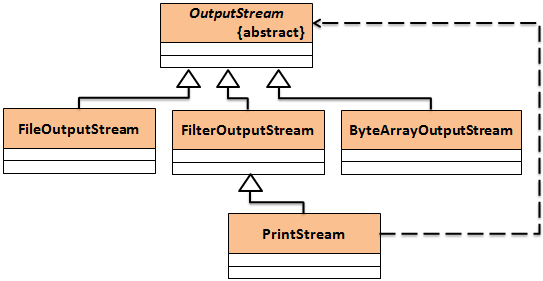 OutputStream
{abstract}
FileOutputStream
FilterOutputStream
ByteArrayOutputStream
PrintStream